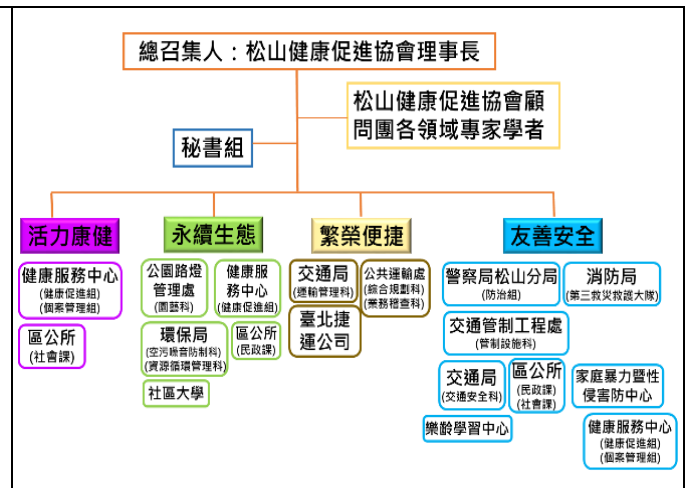 總召集人：松山健康促進協會理事長
松山健康促進協會顧
問團各領域專家學者
秘書組
活力康健
健康服務中心
(健康促進組)
(個案管理組)
區公所
(社會課)
永續生態
公園路燈
管理處
(園藝科)
健康服
務中心
(健康促進組)
環保局
(空污噪音防制科)
(資源循環管理科)
區公所
(民政課)
社區大學
繁榮便捷
交通局
(運輸管理科)
公共運輸處
(綜合規劃科)
(業務稽查科)
臺北捷
運公司
友善安全
警察局松山分局
(防治組)
消防局
(第三救災救護大隊)
交通管制工程處
(管制設施科)
交通局
(交通安全科)
區公所
(民政課)
(社會課)
家庭暴力暨性
侵害防中心
樂齡學習中心
健康服務中心
(健康促進組)
(個案管理組)